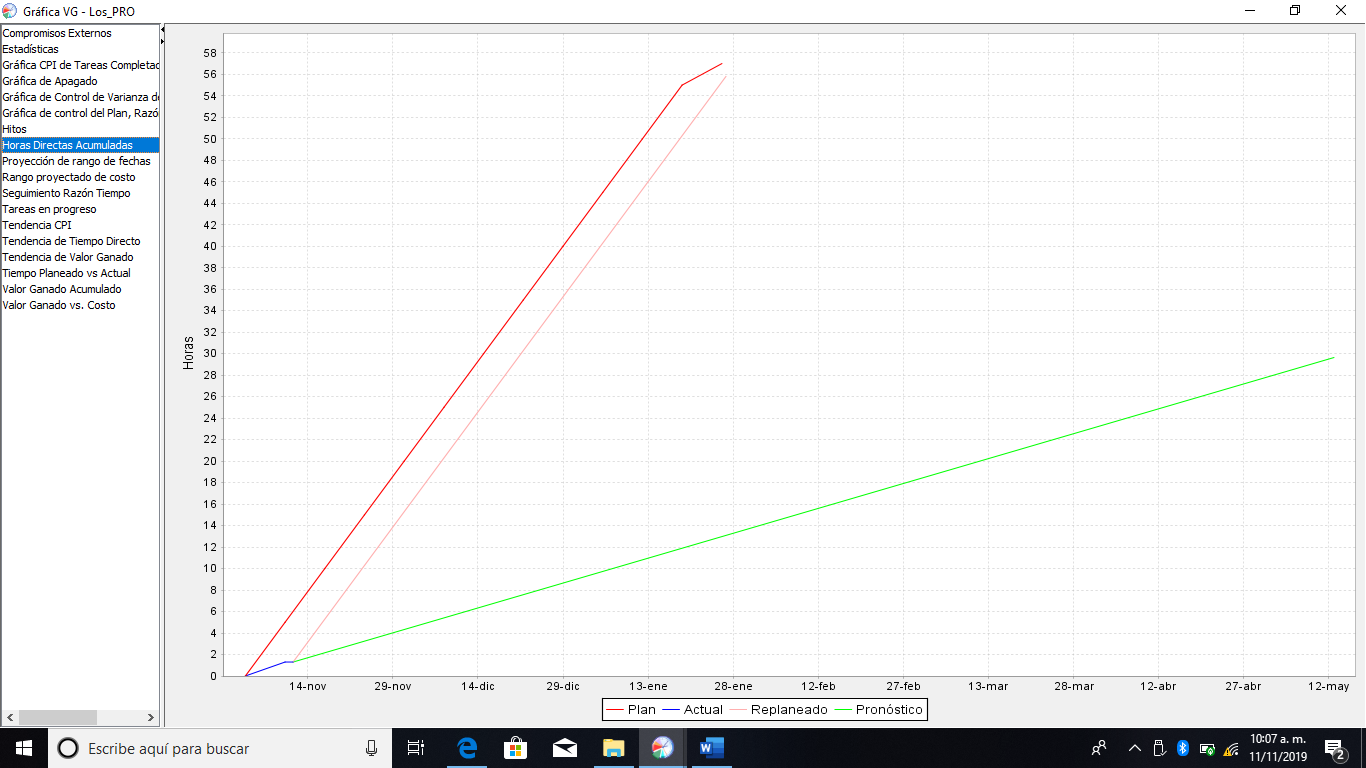 Gráfica VG - Los_PRO
Compromisos Externos
Estadísticas
Gráfica CPI de Tareas Completad
Gráfica de Apagado
Gráfica de Control de Varianza de
Gráfica de control del Plan, Razó
Hitos
Horas Directas Acumuladas
Proyección de rango de fechas
Rango proyectado de costo
Seguimiento Razón Tiempo
Tareas en progreso
Tendencia CPI
Tendencia de Tiempo Directo
Tendencia de Valor Ganado
Tiempo Planeado vs Actual
Valor Ganado Acumulado
Valor Ganado vs. Costo
Horas
58
56
54
52
50
48
46
44
42
40
38
36
34
32
30
28
26
24
22
20
18
16
14
12
10
8
6
4
2
0
14-nov 29-nov 14-dic 29-dic 13-ene 28-ene 12-feb 27-feb 13-mar 28-mar 12-abr 27-abr 12-may
Plan Actual Replaneado Pronóstico
Escribe aquí para buscar
10:07 a. m.
11/11/2019
2